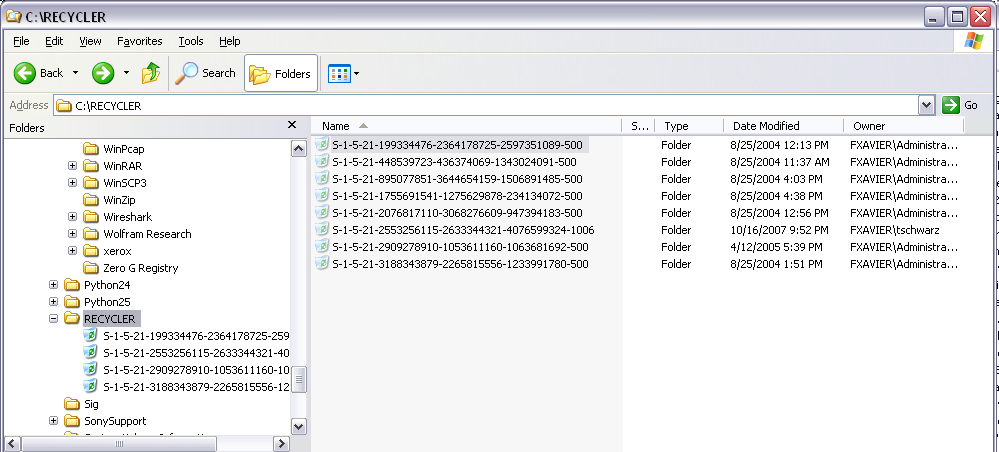 C:\RECYCLER
File Edit View Favorites Tools Help
Back Search Folders
Address C:\RECYCLER Go
Folders
WinPcap
WinRAR
WinSCP3
WinZip
Wireshark
Wolfram Research
xerox
Zero G Registry
Python24
Python25
RECYCLER
S-1-5-21-199334476-2364178725-259
S-1-5-21-2553256115-2633344321-40
S-1-5-21-2909278910-1053611160-10
S-1-5-21-3188343879-2265815556-12
Sig
SonySupport
Name S... Type Date Modified Owner
S-1-5-21-199334476-2364178725-2597351089-500 Folder 8/25/2004 12:13 PM FXAVIER\Administra...
S-1-5-21-448539723-436374069-1343024091-500 Folder 8/25/2004 11:37 AM FXAVIER\Administra...
S-1-5-21-895077851-3644654159-1506891485-500 Folder 8/25/2004 4:03 PM FXAVIER\Administra...
S-1-5-21-1755691541-1275629878-234134072-500 Folder 8/25/2004 4:38 PM FXAVIER\Administra...
S-1-5-21-2076817110-3068276609-947394183-500 Folder 8/25/2004 12:56 PM FXAVIER\Administra...
S-1-5-21-2553256115-2633344321-4076599324-1006 Folder 10/16/2007 9:52 PM FXAVIER\tschwarz
S-1-5-21-2909278910-1053611160-1063681692-500 Folder 4/12/2005 5:39 PM FXAVIER\Administra...
S-1-5-21-3188343879-2265815556-1233991780-500 Folder 8/25/2004 1:51 PM FXAVIER\Administra...